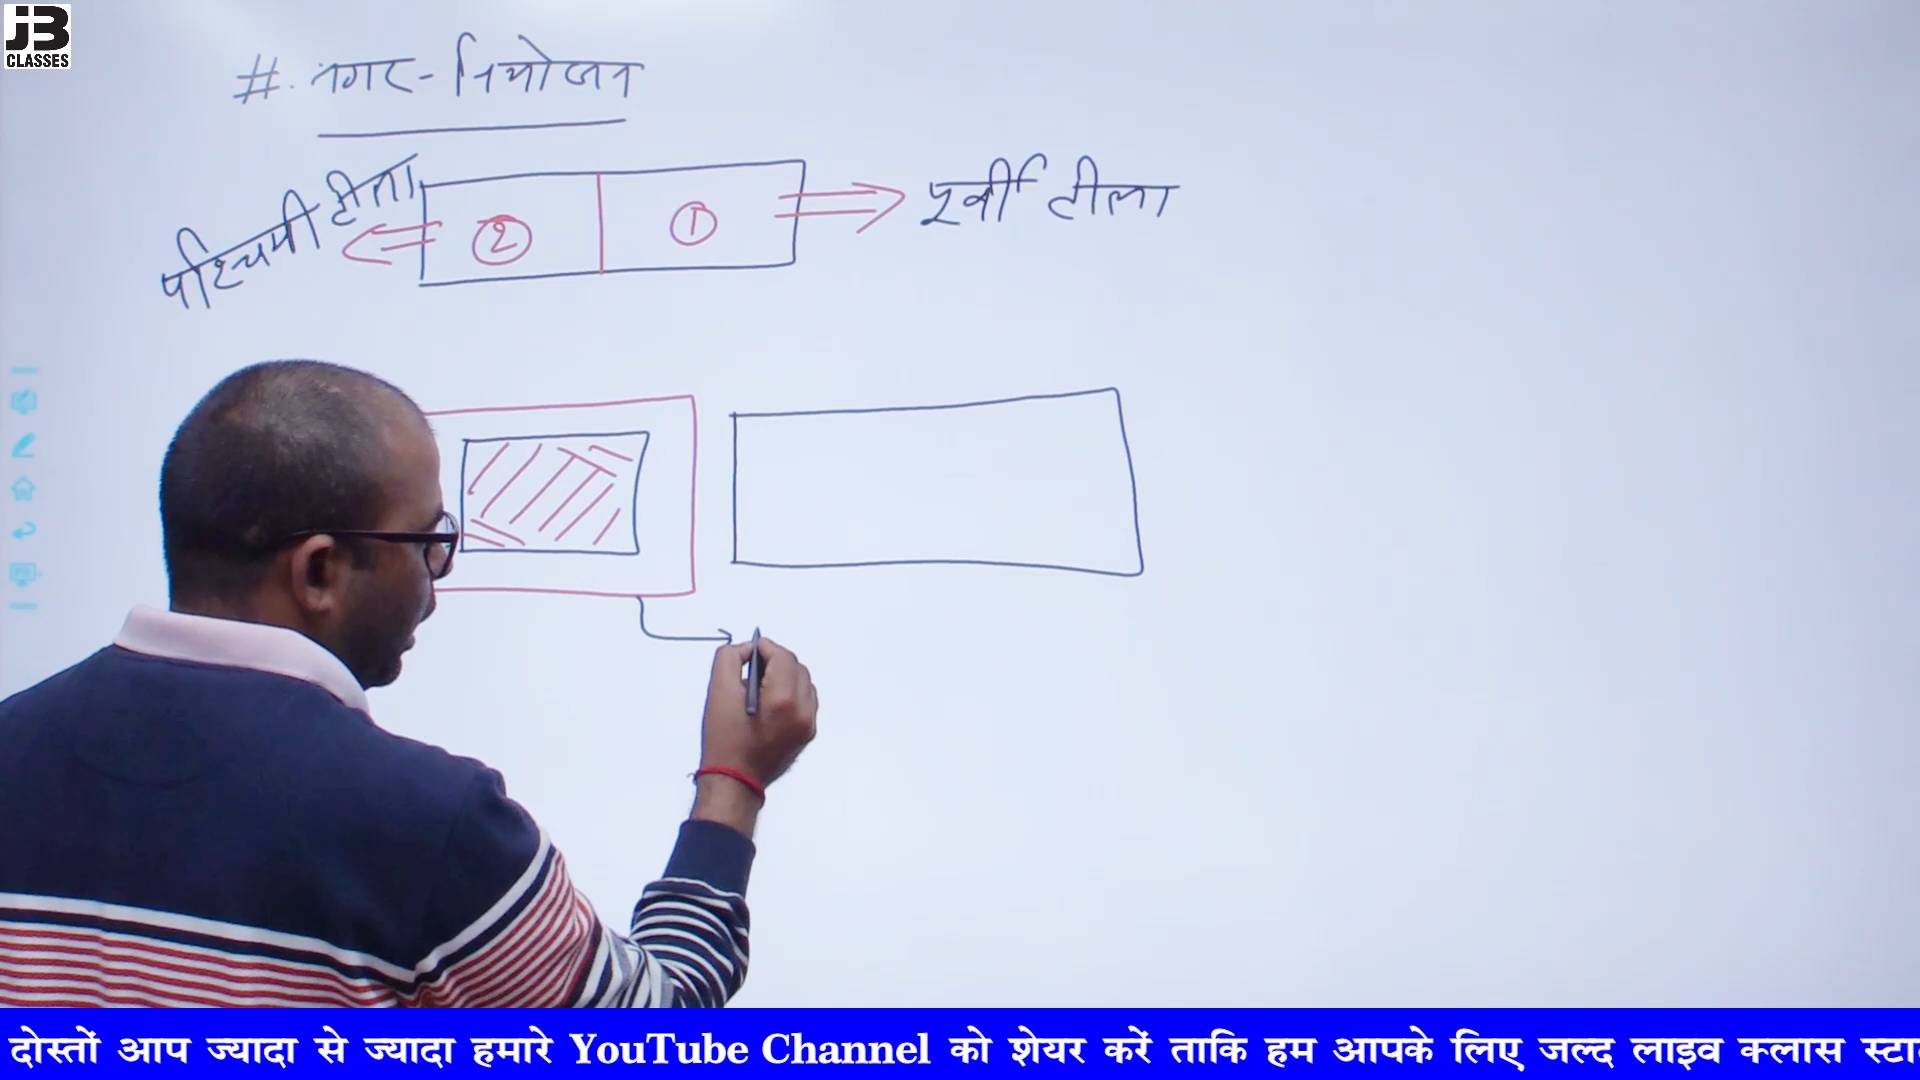 JB
CLASSES
#. नगर-नियोजन
पश्चिमी टीला
② ①
पूर्वी टीला
दोस्तों आप ज्यादा से ज्यादा हमारे YouTube Channel को शेयर करें ताकि हम आपके लिए जल्द लाइव क्लास